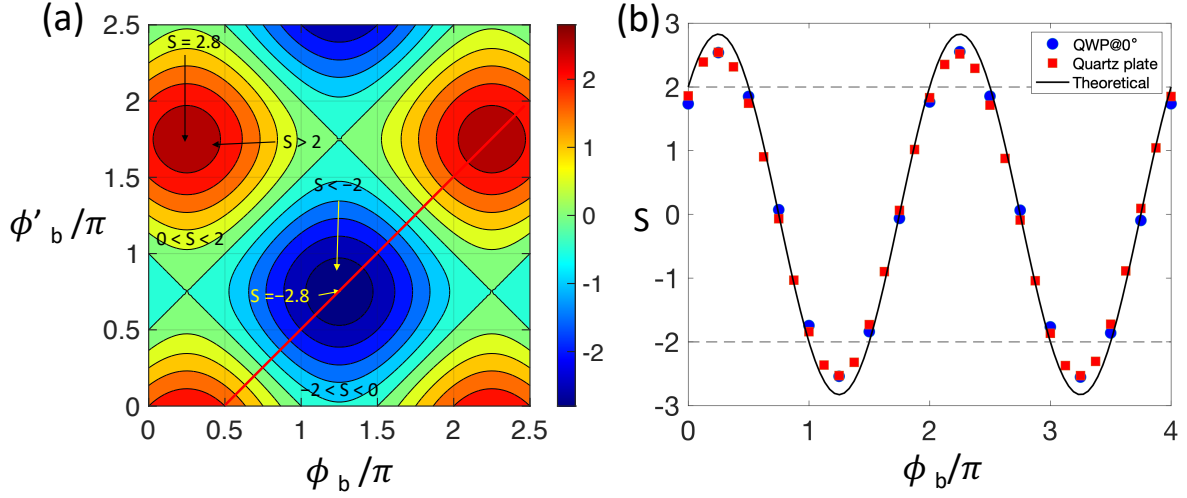 (a)
2.5
2
1.5
1
0.5
0
ϕ'b/π
0
0.5
1
1.5
2
2.5
ϕb/π
S = 2.8
S > 2
S < −2
0 < S < 2
S =−2.8
−2 < S < 0
2
1
0
-1
-2
(b)
3
2
1
0
-1
-2
-3
S
0
1
2
3
4
ϕb/π
QWP@0°
Quartz plate
Theoretical